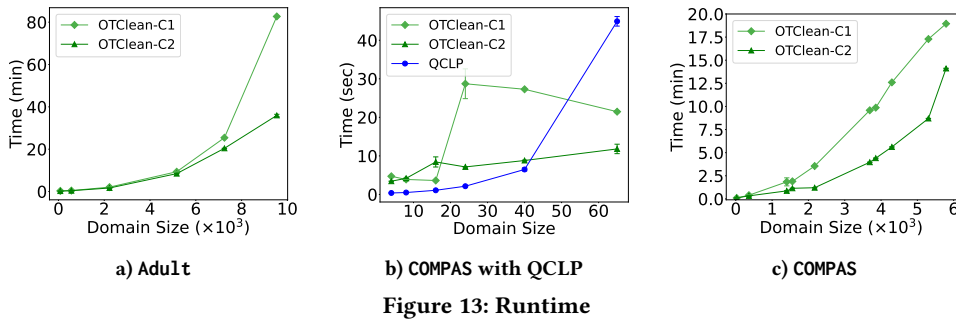 OTClean-C1
OTClean-C2
80
60
40
20
0
Time (min)
0 2 4 6 8 10
Domain Size (×10³)
a) Adult
OTClean-C1
OTClean-C2
QCLP
40
30
20
10
0
Time (sec)
10 20 30 40 50 60
Domain Size
b) COMPAS with QCLP
OTClean-C1
OTClean-C2
20.0
17.5
15.0
12.5
10.0
7.5
5.0
2.5
0.0
Time (min)
0 1 2 3 4 5 6
Domain Size (×10³)
c) COMPAS
Figure 13: Runtime